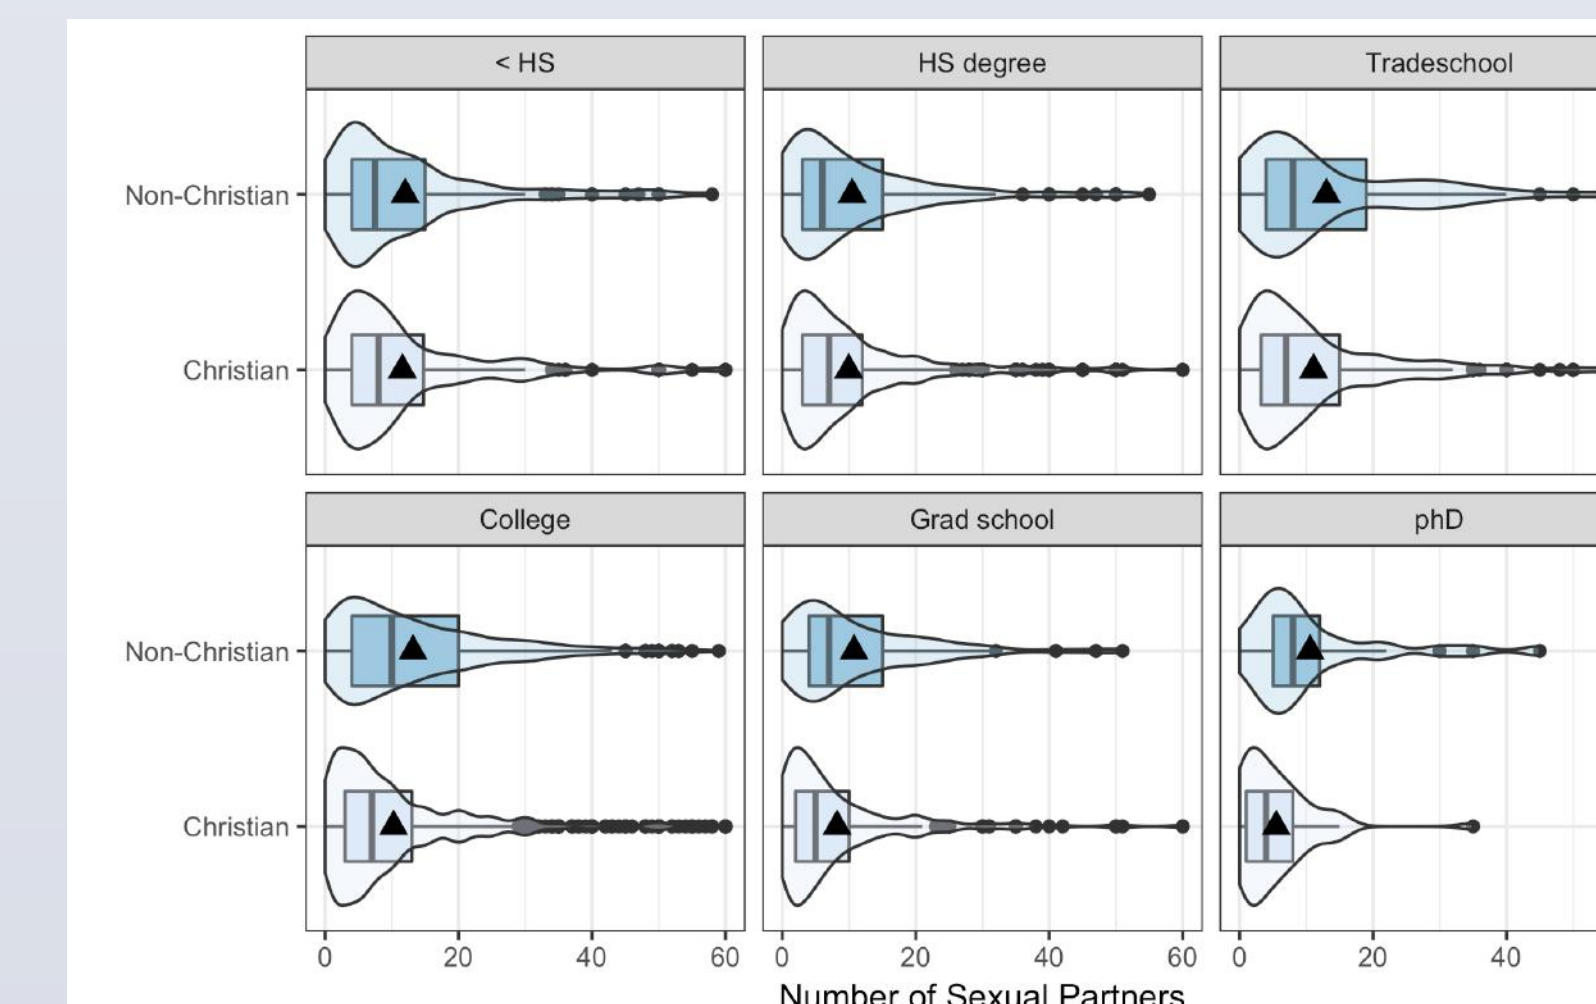 < HS
HS degree
Tradeschool
Non-Christian
Christian
College
Grad school
phD
Non-Christian
Christian
0 20 40 60 0 20 40 60 0 20 40
Number of Sexual Partners